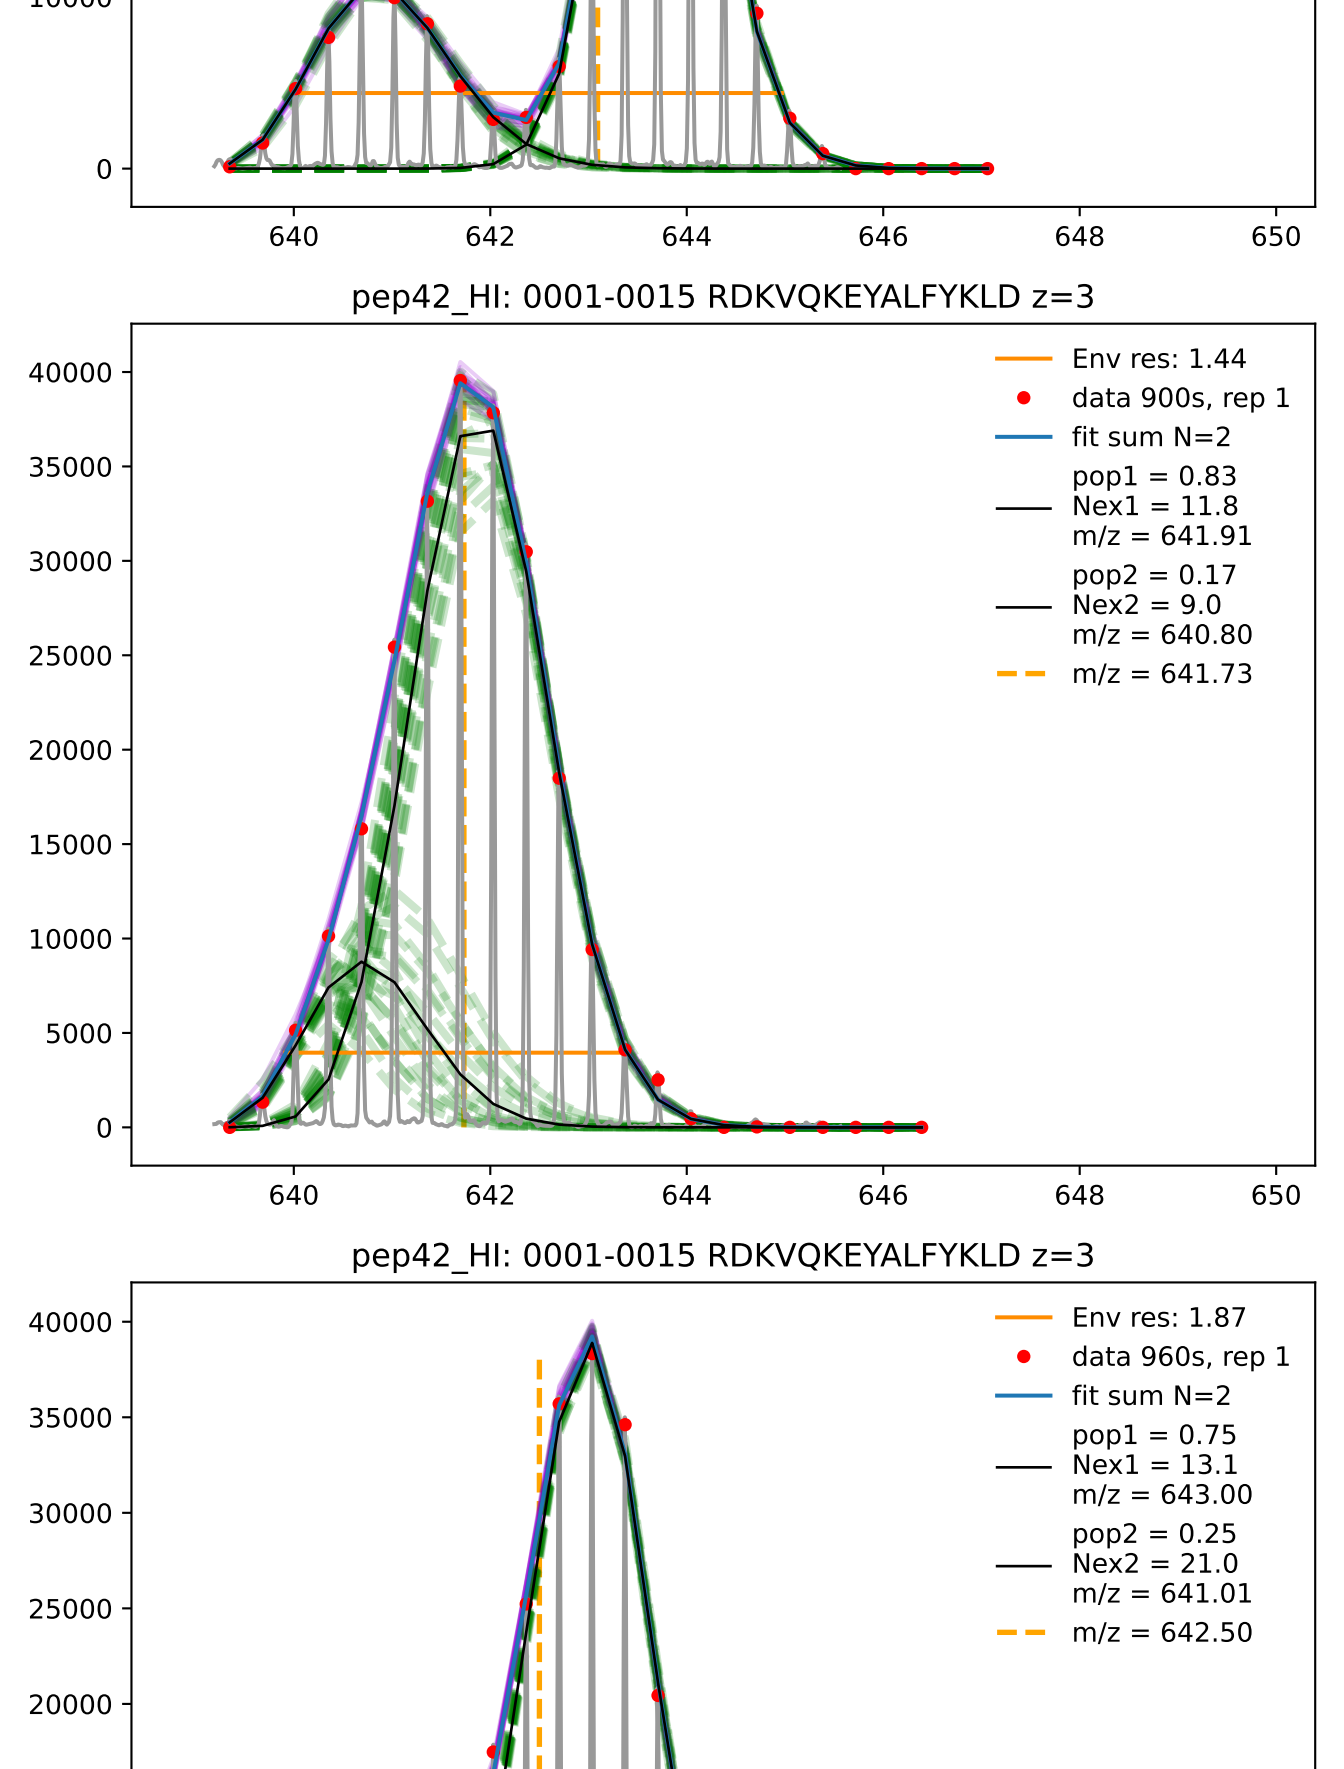 10000
0
640 642 644 646 648 650
pep42_HI: 0001-0015 RDKVQKEYALFYKLD z=3
40000
35000
30000
25000
20000
15000
10000
5000
0
Env res: 1.44
data 900s, rep 1
fit sum N=2
pop1 = 0.83
Nex1 = 11.8
m/z = 641.91
pop2 = 0.17
Nex2 = 9.0
m/z = 640.80
m/z = 641.73
640 642 644 646 648 650
pep42_HI: 0001-0015 RDKVQKEYALFYKLD z=3
40000
35000
30000
25000
20000
Env res: 1.87
data 960s, rep 1
fit sum N=2
pop1 = 0.75
Nex1 = 13.1
m/z = 643.00
pop2 = 0.25
Nex2 = 21.0
m/z = 641.01
m/z = 642.50